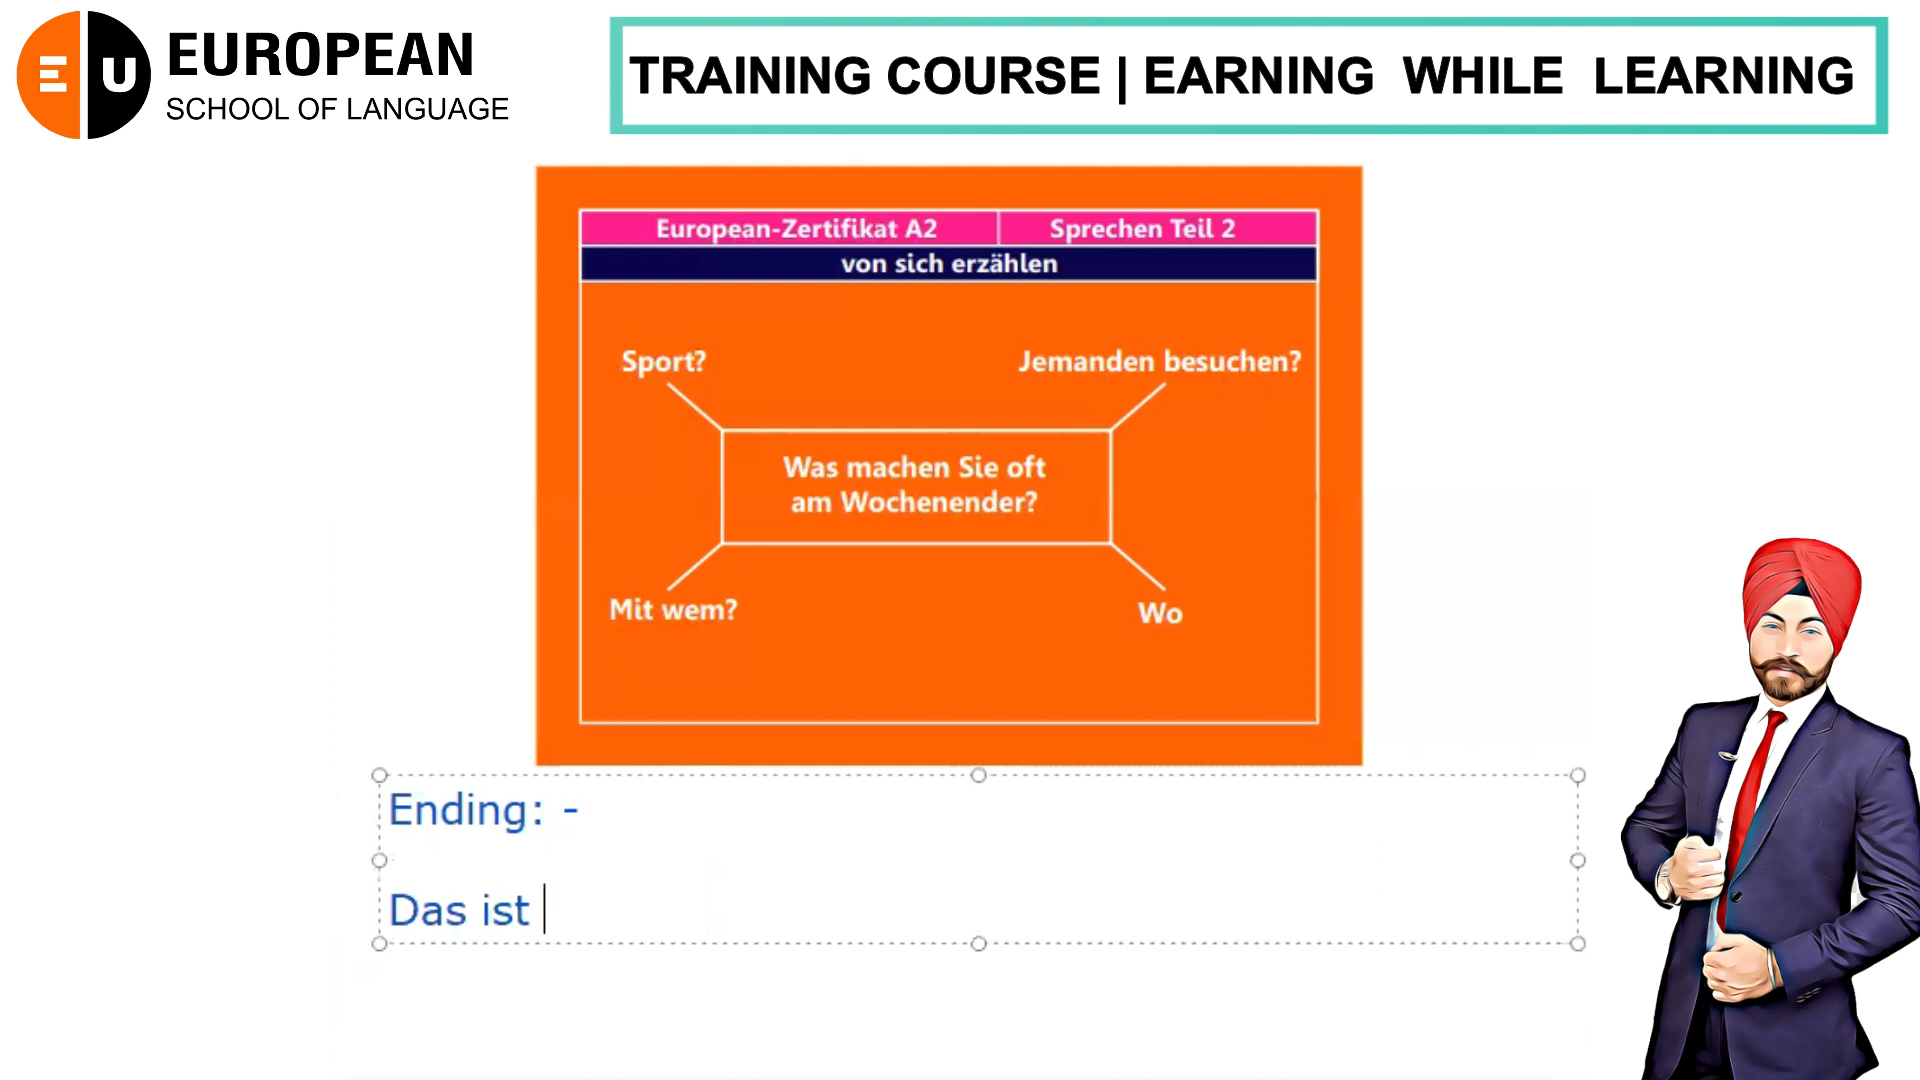 EU EUROPEAN
SCHOOL OF LANGUAGE
TRAINING COURSE | EARNING WHILE LEARNING
European-Zertifikat A2 Sprechen Teil 2
von sich erzählen
Sport? Jemanden besuchen?
Was machen Sie oft
am Wochenender?
Mit wem? Wo
Ending: -
Das ist